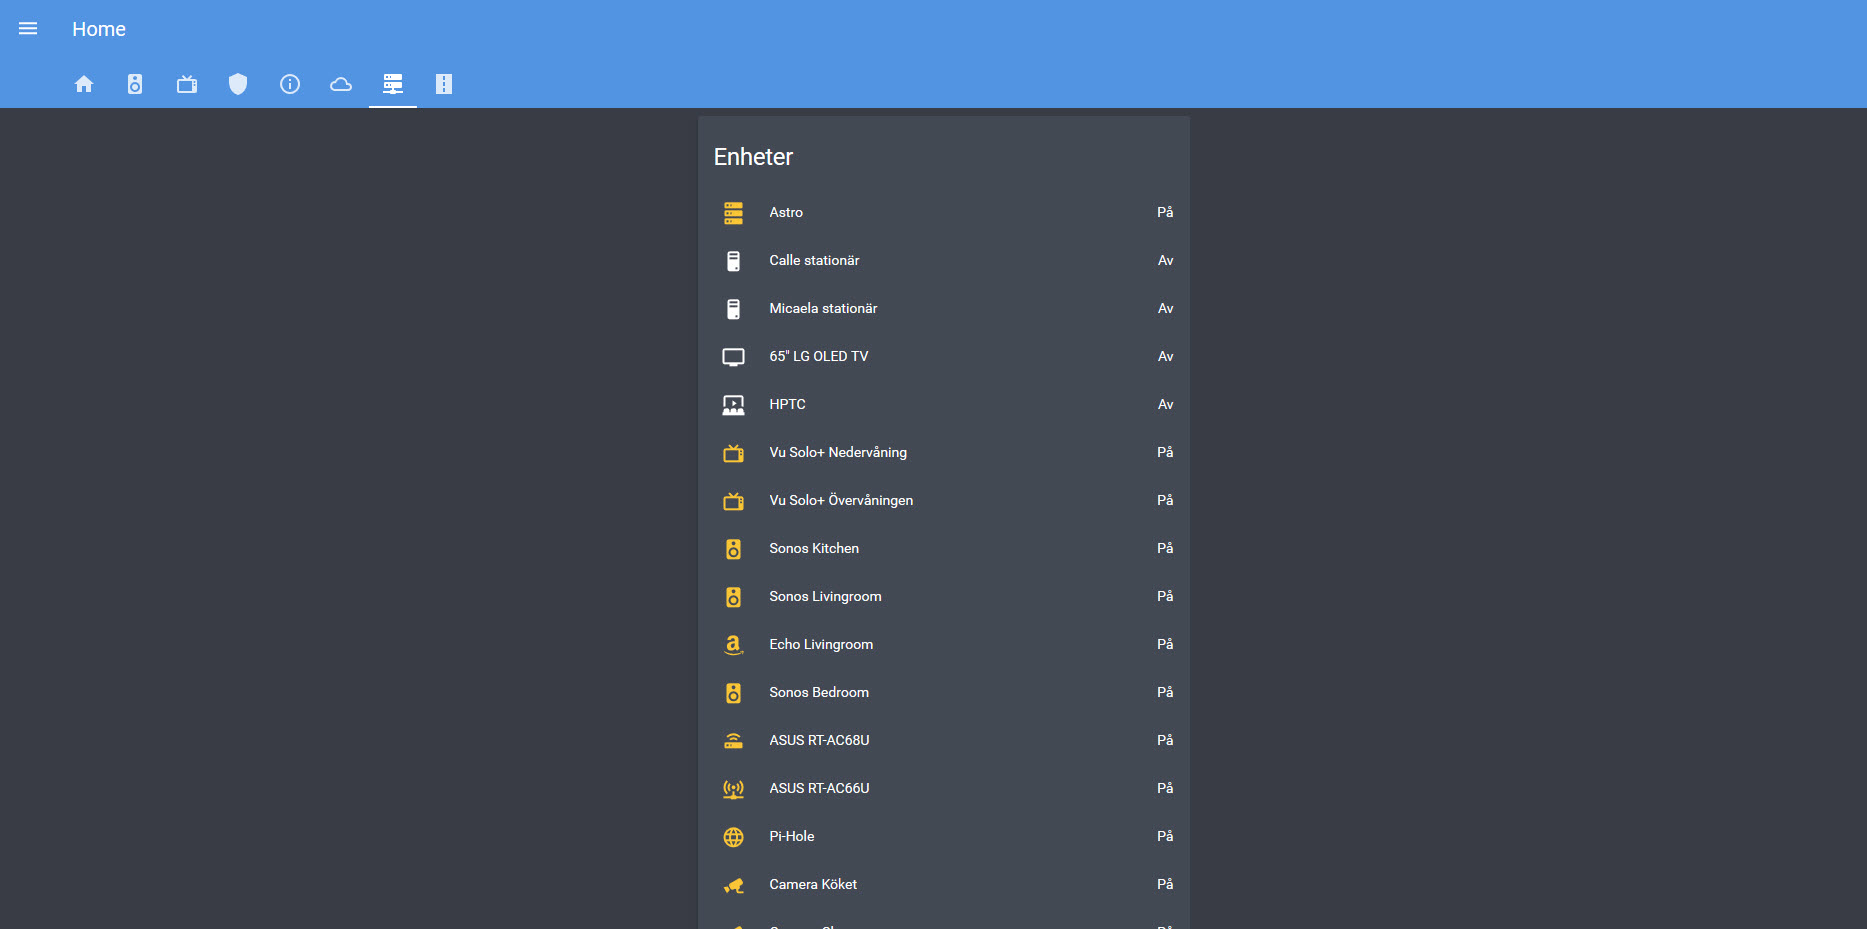 Home
Enheter
Astro På
Calle stationär Av
Micaela stationär Av
65" LG OLED TV Av
HPTC Av
Vu Solo+ Nedervåning På
Vu Solo+ Övervåningen På
Sonos Kitchen På
Sonos Livingroom På
Echo Livingroom På
Sonos Bedroom På
ASUS RT-AC68U På
ASUS RT-AC66U På
Pi-Hole På
Camera Köket På